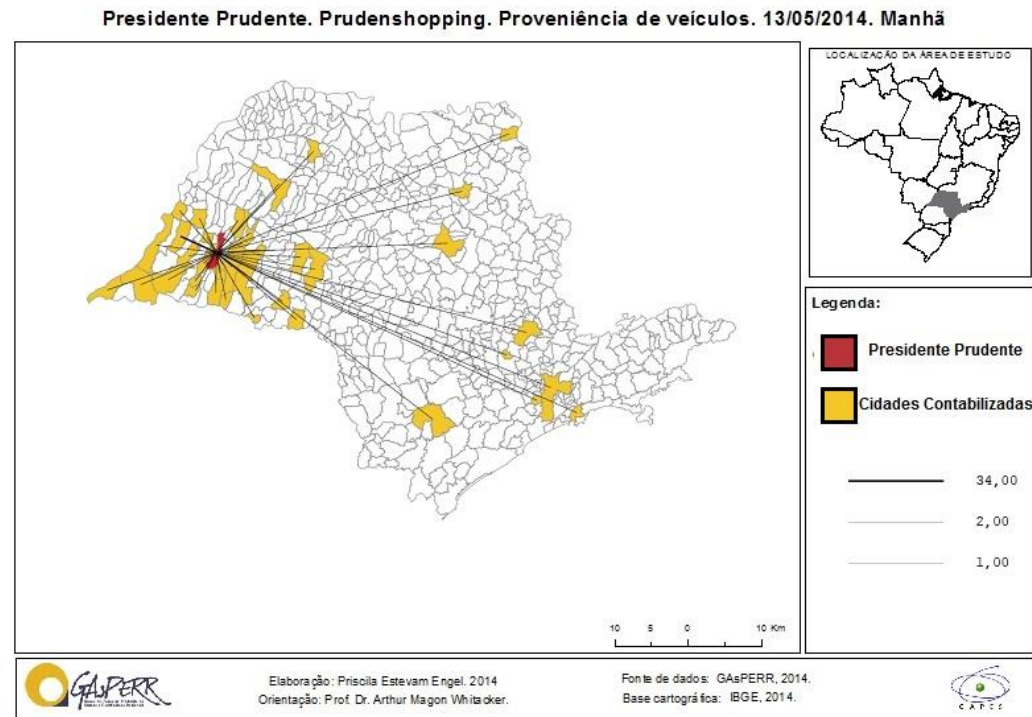 Presidente Prudente. Prudenshopping. Proveniência de veículos. 13/05/2014. Manhã
LOCALIZAÇÃO DA ÁREA DE ESTUDO
Legenda:
Presidente Prudente
Cidades Contabilizadas
34,00
2,00
1,00
10 5 0 10 Km
GAsPERR
Elaboração: Priscila Estevam Engel. 2014
Orientação: Prof. Dr. Arthur Magon Whitacker.
Fonte de dados: GAsPERR, 2014.
Base cartográfica: IBGE, 2014.
CAPES